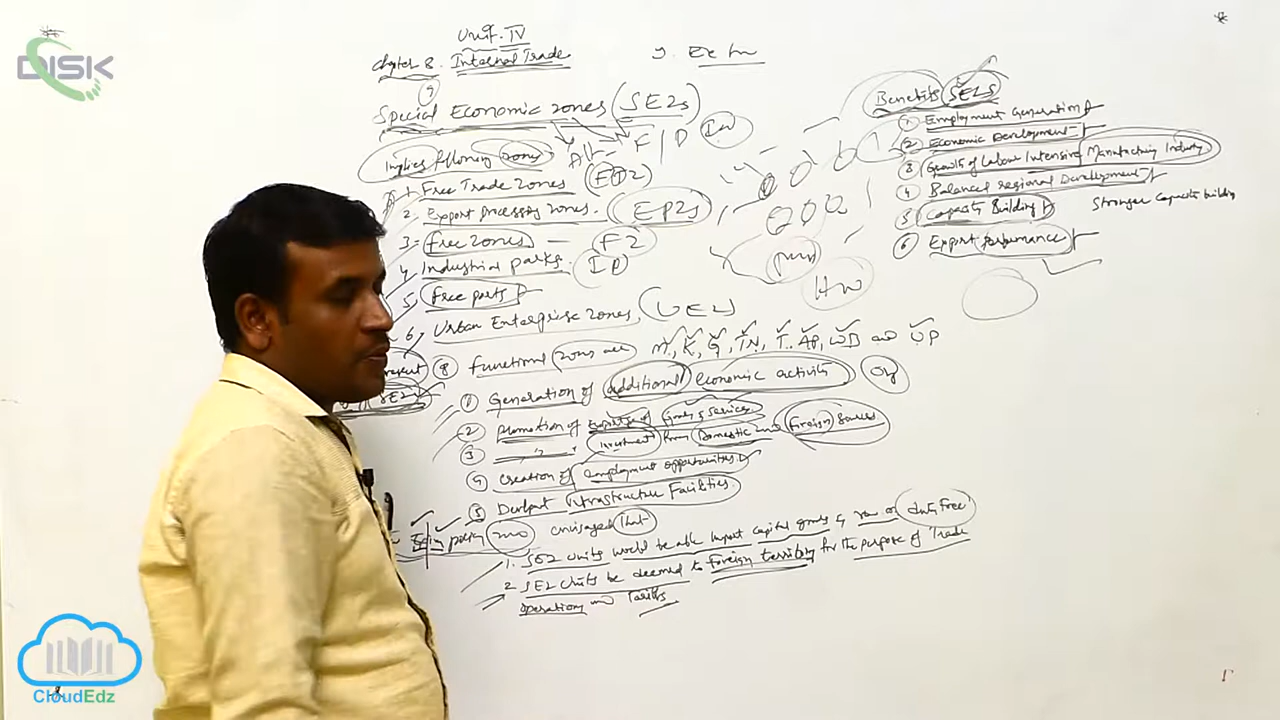 DISK
Unit. IV
Chapter 8. Internal Trade
Special Economic zones (SEZs)
F/D
Implies following zones
1. Free Trade Zones (FTZ)
2. Export processing zones. (EPZs)
3. Free Zones — FZ
4. Industrial parks. IP
5. Free ports
6. Urban Enterprise Zones, (UEZ)
8 functional zones are M, K, G, TN, T. AP, WB and UP
1 Generation of additional economic activity
2 Promotion of exports of Goods & Services
3 " " Investment from Domestic and Foreign Sources
4 Creation of employment opportunities
5 Devlpmt infrastructure Facilities.
policy 2000 envisaged that
1. SEZ units would be able import capital goods & raw duty free
2. SEZ Units be deemed to foreign territory for the purpose of Trade
operations and Tariffs
Benefits SEZs
1 Employment Generation
2 Economic Development
3 Growth of Labour Intensive Manufacturing Industry
4 Balanced regional Development
5 Capacity Building Stronger Capacity building
6 Export performance
HW
CloudEdz